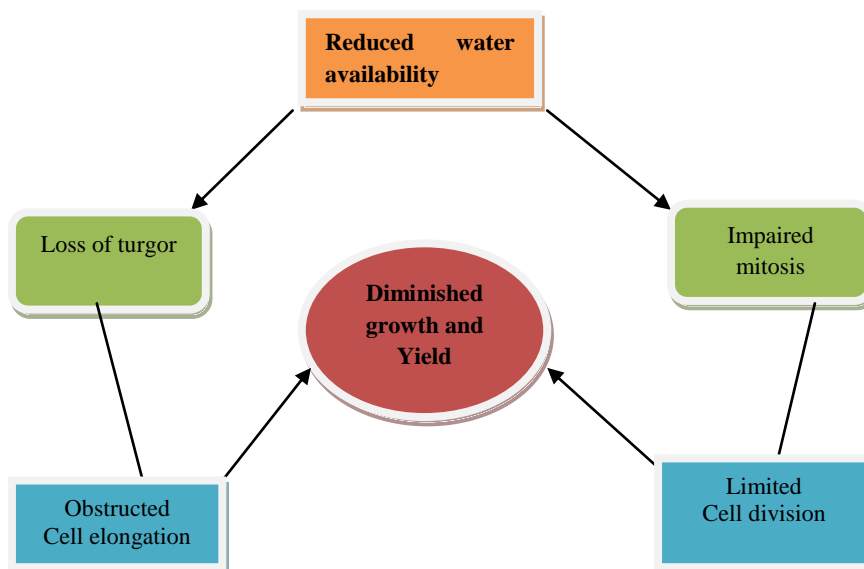 Reduced water
availability
Loss of turgor
Impaired
mitosis
Diminished
growth and
Yield
Obstructed
Cell elongation
Limited
Cell division